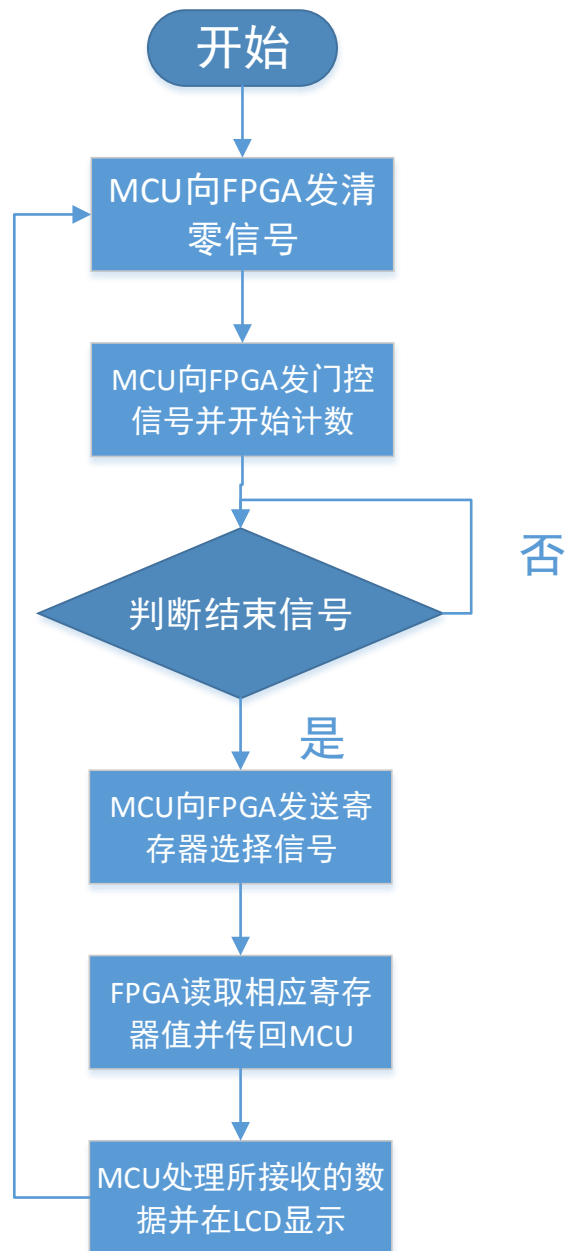 开始
MCU向FPGA发清
零信号
MCU向FPGA发门控
信号并开始计数
否
判断结束信号
是
MCU向FPGA发送寄
存器选择信号
FPGA读取相应寄存
器值并传回MCU
MCU处理所接收的数
据并在LCD显示